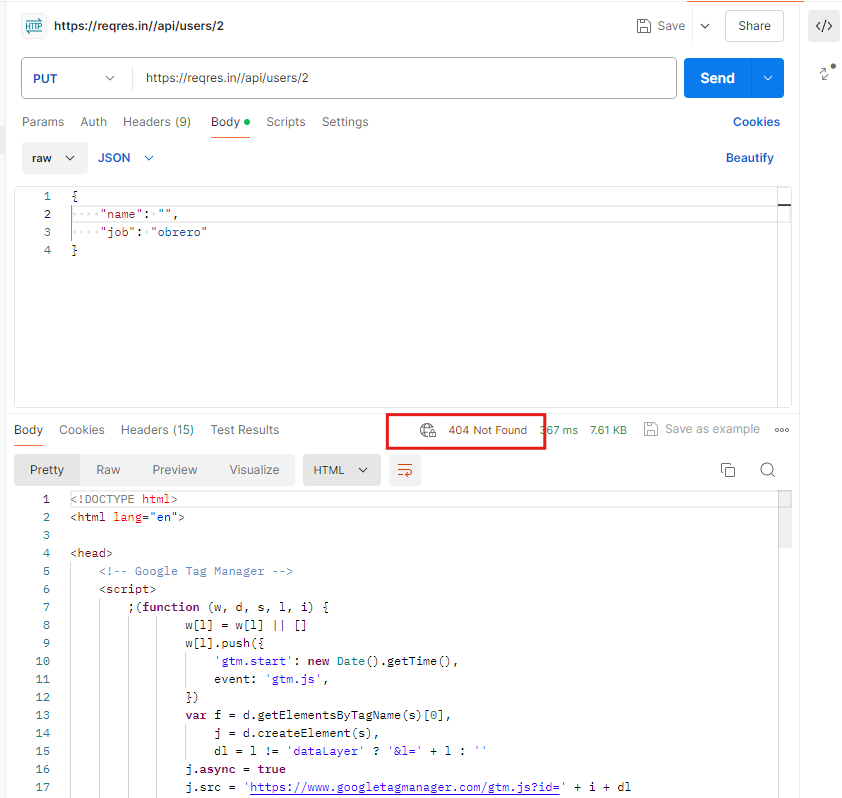 HTTP https://reqres.in//api/users/2 Save Share
PUT https://reqres.in//api/users/2 Send
Params Auth Headers (9) Body Scripts Settings Cookies
raw JSON Beautify
1 {
2 "name": "",
3 "job": "obrero"
4 }
Body Cookies Headers (15) Test Results 404 Not Found 367 ms 7.61 KB Save as example
Pretty Raw Preview Visualize HTML
1 <!DOCTYPE html>
2 <html lang="en">
3
4 <head>
5 <!-- Google Tag Manager -->
6 <script>
7 ;(function (w, d, s, l, i) {
8 w[l] = w[l] || []
9 w[l].push({
10 'gtm.start': new Date().getTime(),
11 event: 'gtm.js',
12 })
13 var f = d.getElementsByTagName(s)[0],
14 j = d.createElement(s),
15 dl = l != 'dataLayer' ? '&l=' + l : ''
16 j.async = true
17 j.src = 'https://www.googletagmanager.com/gtm.js?id=' + i + dl